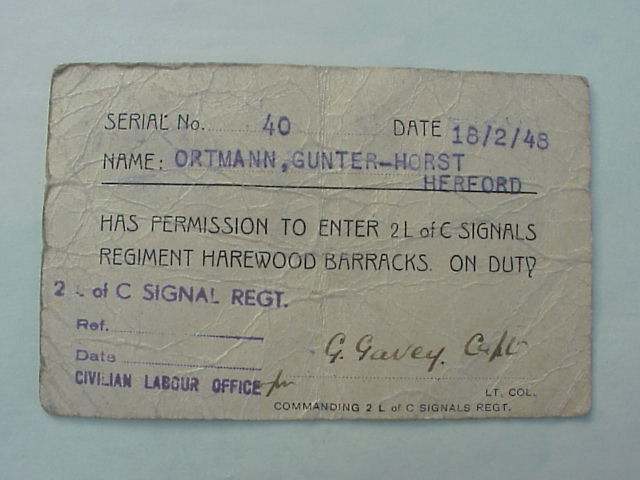 SERIAL No. 40 DATE 18/2/48
NAME: ORTMANN,GUNTER-HORST
HERFORD
HAS PERMISSION TO ENTER 2 L of C SIGNALS
REGIMENT HAREWOOD BARRACKS. ON DUTY
2 L of C SIGNAL REGT.
Ref.
G. Gavey. Capt
Date
CIVILIAN LABOUR OFFICE for
LT. COL.
COMMANDING 2 L of C SIGNALS REGT.